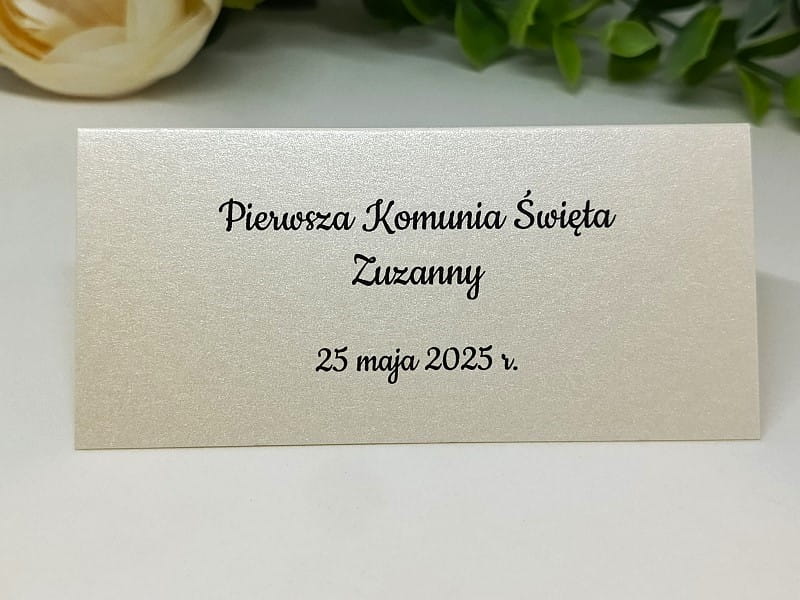 Pierwsza Komunia Święta
Zuzanny
25 maja 2025 r.